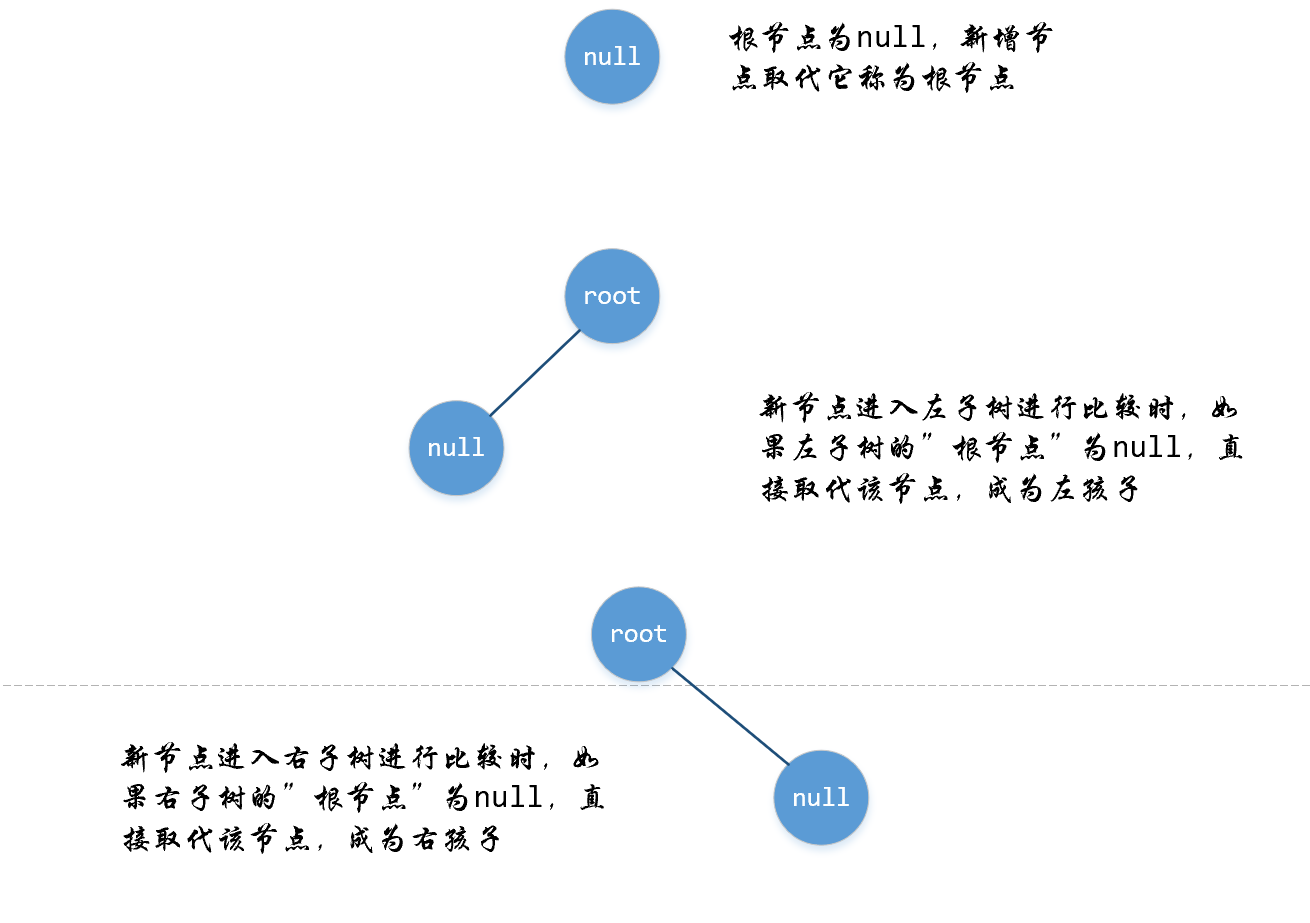 null
根节点为null，新增节
点取代它称为根节点
root
null
新节点进入左子树进行比较时，如
果左子树的”根节点”为null，直
接取代该节点，成为左孩子
root
null
新节点进入右子树进行比较时，如
果右子树的”根节点”为null，直
接取代该节点，成为右孩子